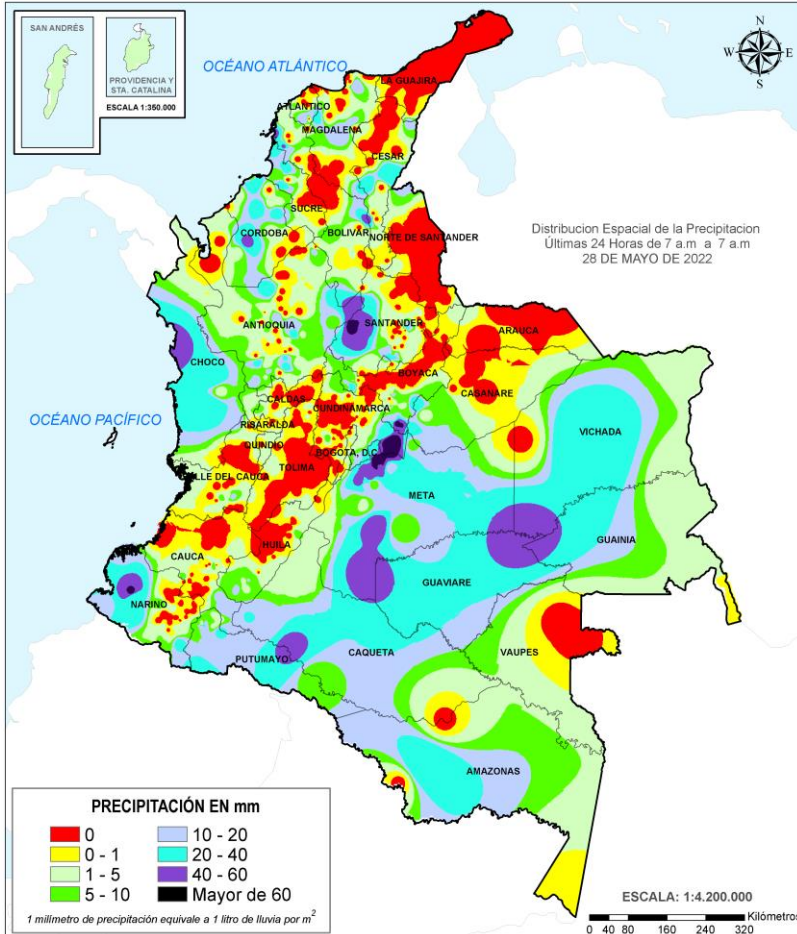 SAN ANDRÉS
PROVIDENCIA Y
STA. CATALINA
ESCALA 1:350.000
OCÉANO ATLÁNTICO
N
W
E
S
LA GUAJIRA
ATLANTICO
MAGDALENA
CESAR
SUCRE
CORDOBA
BOLIVAR
NORTE DE SANTANDER
Distribucion Espacial de la Precipitacion
Últimas 24 Horas de 7 a.m a 7 a.m
28 DE MAYO DE 2022
ANTIOQUIA
SANTANDER
ARAUCA
CHOCO
BOYACA
CASANARE
CALDAS
CUNDINAMARCA
OCÉANO PACÍFICO
RISARALDA
VICHADA
QUINDIO
BOGOTA, D.C.
TOLIMA
VALLE DEL CAUCA
META
GUAINIA
HUILA
CAUCA
GUAVIARE
NARIÑO
PUTUMAYO
CAQUETA
VAUPES
AMAZONAS
PRECIPITACIÓN EN mm
0
10 - 20
0 - 1
20 - 40
1 - 5
40 - 60
5 - 10
Mayor de 60
1 milímetro de precipitación equivale a 1 litro de lluvia por m²
ESCALA: 1:4.200.000
Kilómetros
0 40 80 160 240 320